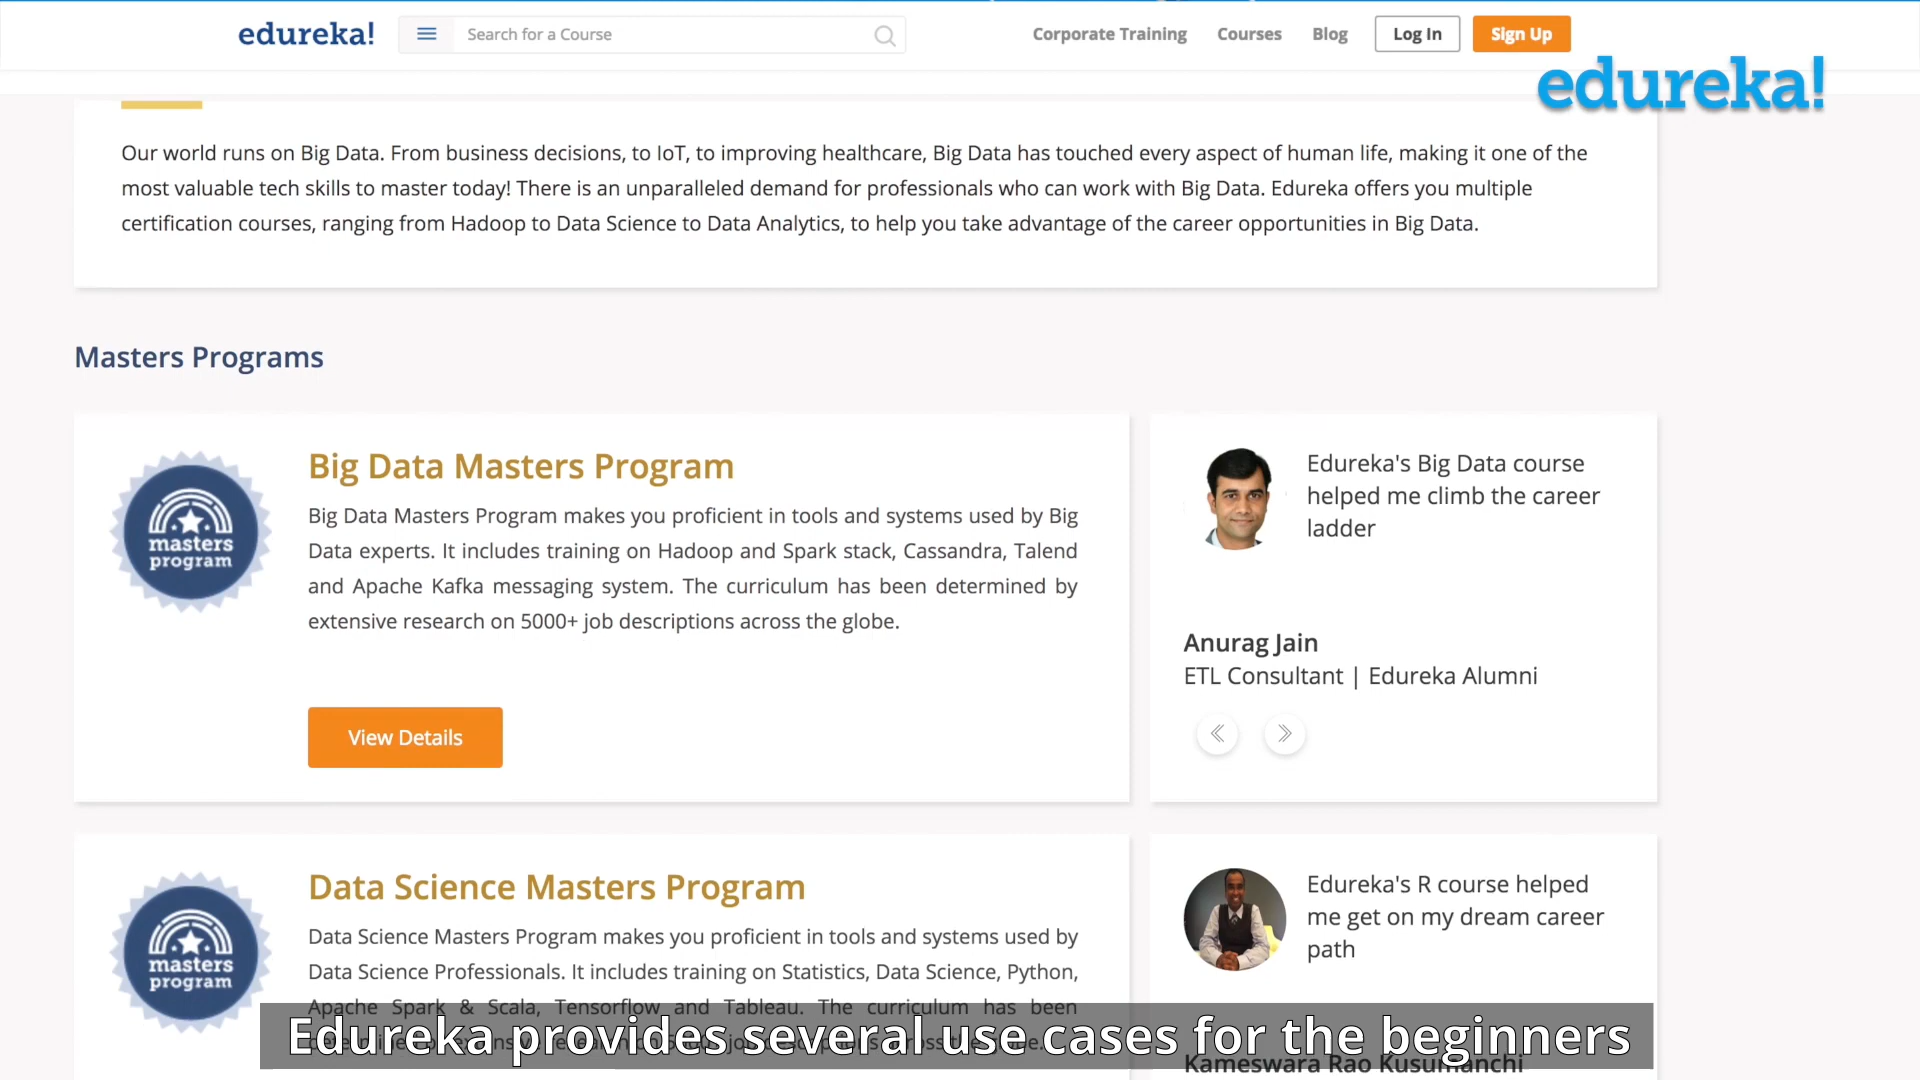 edureka!
Search for a Course
Corporate Training
Courses
Blog
Log In
Sign Up
edureka!
Our world runs on Big Data. From business decisions, to IoT, to improving healthcare, Big Data has touched every aspect of human life, making it one of the
most valuable tech skills to master today! There is an unparalleled demand for professionals who can work with Big Data. Edureka offers you multiple
certification courses, ranging from Hadoop to Data Science to Data Analytics, to help you take advantage of the career opportunities in Big Data.
Masters Programs
masters
program
Big Data Masters Program
Big Data Masters Program makes you proficient in tools and systems used by Big
Data experts. It includes training on Hadoop and Spark stack, Cassandra, Talend
and Apache Kafka messaging system. The curriculum has been determined by
extensive research on 5000+ job descriptions across the globe.
View Details
Edureka's Big Data course
helped me climb the career
ladder
Anurag Jain
ETL Consultant | Edureka Alumni
masters
program
Data Science Masters Program
Data Science Masters Program makes you proficient in tools and systems used by
Data Science Professionals. It includes training on Statistics, Data Science, Python,
Apache Spark & Scala, Tensorflow and Tableau. The curriculum has been
Edureka's R course helped
me get on my dream career
path
Kameswara Rao Kusumanchi
Edureka provides several use cases for the beginners